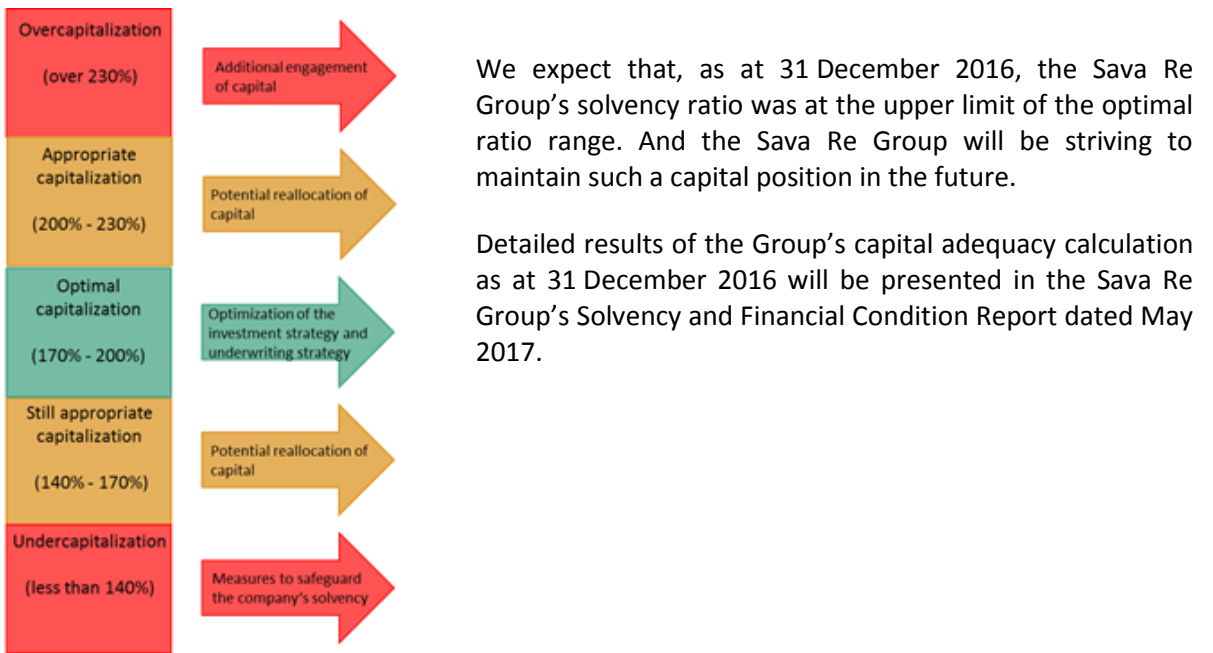 Overcapitalization
(over 230%)
Additional engagement
of capital
Appropriate
capitalization
(200% - 230%)
Potential reallocation of
capital
Optimal
capitalization
(170% - 200%)
Optimization of the
investment strategy and
underwriting strategy
Still appropriate
capitalization
(140% - 170%)
Potential reallocation of
capital
Undercapitalization
(less than 140%)
Measures to safeguard
the company's solvency
We expect that, as at 31 December 2016, the Sava Re
Group's solvency ratio was at the upper limit of the optimal
ratio range. And the Sava Re Group will be striving to
maintain such a capital position in the future.
Detailed results of the Group's capital adequacy calculation
as at 31 December 2016 will be presented in the Sava Re
Group's Solvency and Financial Condition Report dated May
2017.